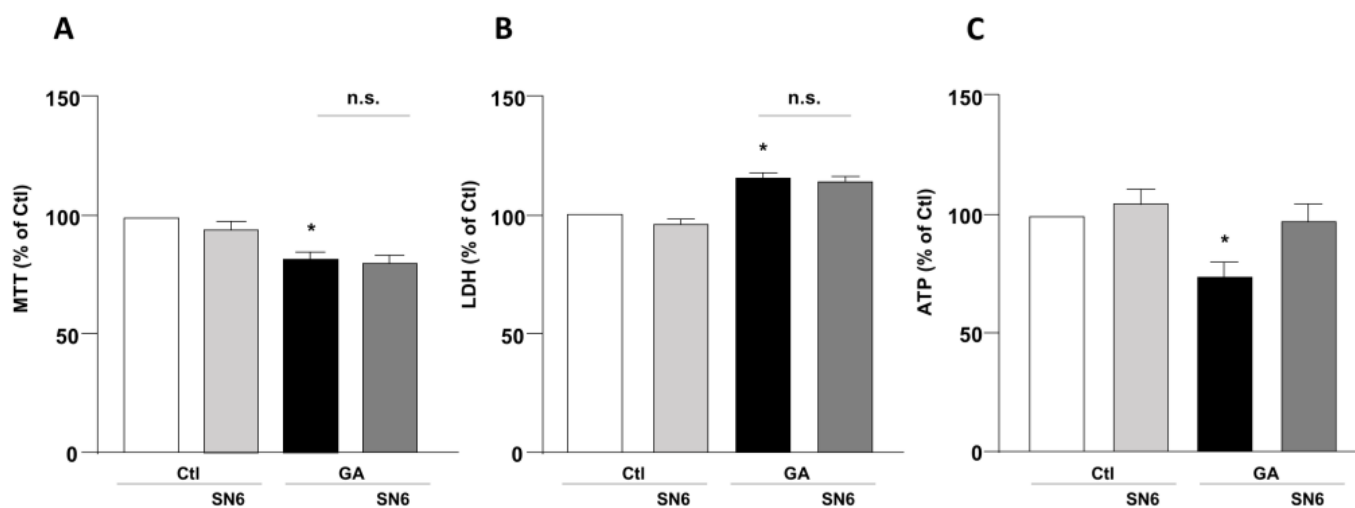 A
B
C
n.s.
n.s.
*
*
*
MTT (% of Ctl)
150
100
50
0
LDH (% of Ctl)
150
100
50
0
ATP (% of Ctl)
150
100
50
0
Ctl
GA
SN6
SN6
Ctl
GA
SN6
SN6
Ctl
GA
SN6
SN6